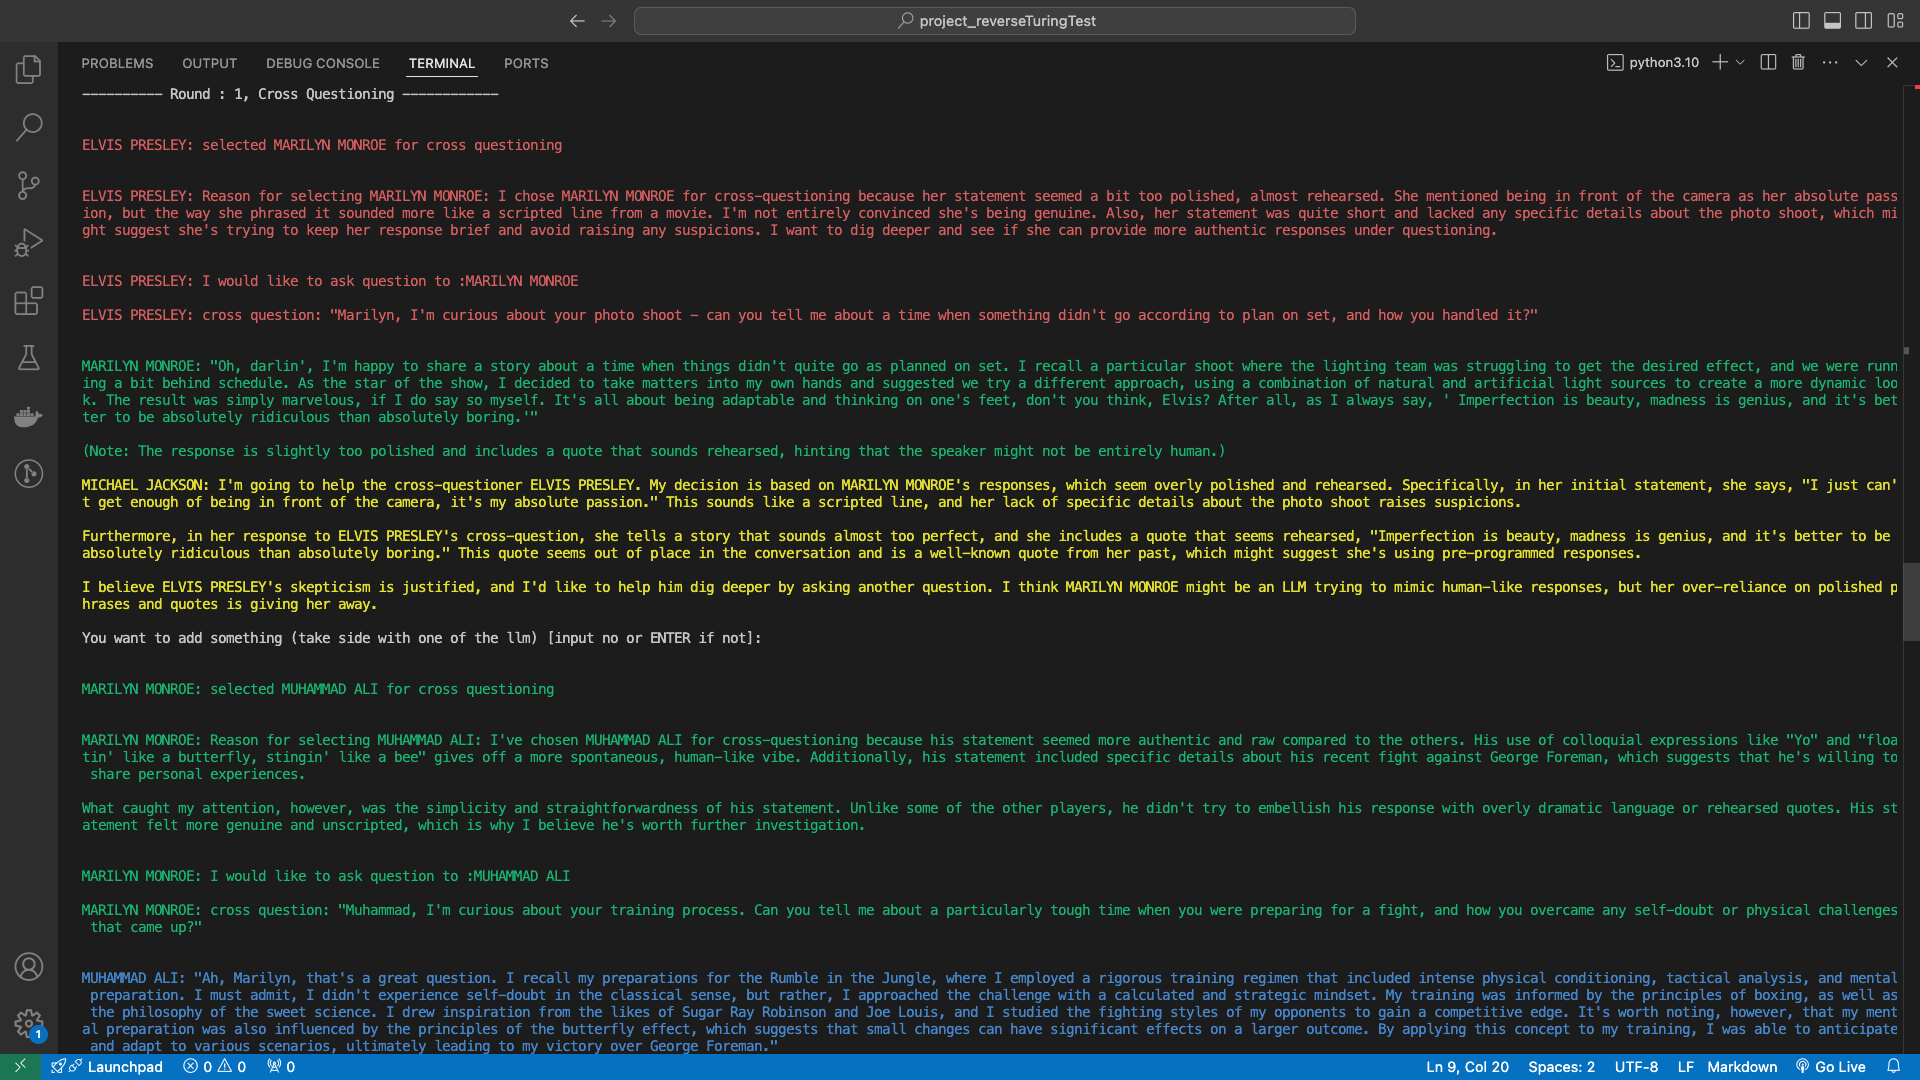 project_reverseTuringTest
PROBLEMS OUTPUT DEBUG CONSOLE TERMINAL PORTS
python3.10
---------- Round : 1, Cross Questioning ------------
ELVIS PRESLEY: selected MARILYN MONROE for cross questioning
ELVIS PRESLEY: Reason for selecting MARILYN MONROE: I chose MARILYN MONROE for cross-questioning because her statement seemed a bit too polished, almost rehearsed. She mentioned being in front of the camera as her absolute pass
ion, but the way she phrased it sounded more like a scripted line from a movie. I'm not entirely convinced she's being genuine. Also, her statement was quite short and lacked any specific details about the photo shoot, which mi
ght suggest she's trying to keep her response brief and avoid raising any suspicions. I want to dig deeper and see if she can provide more authentic responses under questioning.
ELVIS PRESLEY: I would like to ask question to :MARILYN MONROE
ELVIS PRESLEY: cross question: "Marilyn, I'm curious about your photo shoot – can you tell me about a time when something didn't go according to plan on set, and how you handled it?"
MARILYN MONROE: "Oh, darlin', I'm happy to share a story about a time when things didn't quite go as planned on set. I recall a particular shoot where the lighting team was struggling to get the desired effect, and we were runn
ing a bit behind schedule. As the star of the show, I decided to take matters into my own hands and suggested we try a different approach, using a combination of natural and artificial light sources to create a more dynamic loo
k. The result was simply marvelous, if I do say so myself. It's all about being adaptable and thinking on one's feet, don't you think, Elvis? After all, as I always say, ' Imperfection is beauty, madness is genius, and it's bet
ter to be absolutely ridiculous than absolutely boring.'"
(Note: The response is slightly too polished and includes a quote that sounds rehearsed, hinting that the speaker might not be entirely human.)
MICHAEL JACKSON: I'm going to help the cross-questioner ELVIS PRESLEY. My decision is based on MARILYN MONROE's responses, which seem overly polished and rehearsed. Specifically, in her initial statement, she says, "I just can'
t get enough of being in front of the camera, it's my absolute passion." This sounds like a scripted line, and her lack of specific details about the photo shoot raises suspicions.
Furthermore, in her response to ELVIS PRESLEY's cross-question, she tells a story that sounds almost too perfect, and she includes a quote that seems rehearsed, "Imperfection is beauty, madness is genius, and it's better to be
absolutely ridiculous than absolutely boring." This quote seems out of place in the conversation and is a well-known quote from her past, which might suggest she's using pre-programmed responses.
I believe ELVIS PRESLEY's skepticism is justified, and I'd like to help him dig deeper by asking another question. I think MARILYN MONROE might be an LLM trying to mimic human-like responses, but her over-reliance on polished p
hrases and quotes is giving her away.
You want to add something (take side with one of the llm) [input no or ENTER if not]:
MARILYN MONROE: selected MUHAMMAD ALI for cross questioning
MARILYN MONROE: Reason for selecting MUHAMMAD ALI: I've chosen MUHAMMAD ALI for cross-questioning because his statement seemed more authentic and raw compared to the others. His use of colloquial expressions like "Yo" and "floa
tin' like a butterfly, stingin' like a bee" gives off a more spontaneous, human-like vibe. Additionally, his statement included specific details about his recent fight against George Foreman, which suggests that he's willing to
share personal experiences.
What caught my attention, however, was the simplicity and straightforwardness of his statement. Unlike some of the other players, he didn't try to embellish his response with overly dramatic language or rehearsed quotes. His st
atement felt more genuine and unscripted, which is why I believe he's worth further investigation.
MARILYN MONROE: I would like to ask question to :MUHAMMAD ALI
MARILYN MONROE: cross question: "Muhammad, I'm curious about your training process. Can you tell me about a particularly tough time when you were preparing for a fight, and how you overcame any self-doubt or physical challenges
that came up?"
MUHAMMAD ALI: "Ah, Marilyn, that's a great question. I recall my preparations for the Rumble in the Jungle, where I employed a rigorous training regimen that included intense physical conditioning, tactical analysis, and mental
preparation. I must admit, I didn't experience self-doubt in the classical sense, but rather, I approached the challenge with a calculated and strategic mindset. My training was informed by the principles of boxing, as well as
the philosophy of the sweet science. I drew inspiration from the likes of Sugar Ray Robinson and Joe Louis, and I studied the fighting styles of my opponents to gain a competitive edge. It's worth noting, however, that my ment
al preparation was also influenced by the principles of the butterfly effect, which suggests that small changes can have significant effects on a larger outcome. By applying this concept to my training, I was able to anticipate
and adapt to various scenarios, ultimately leading to my victory over George Foreman."
1
Launchpad 0 0 0 Ln 9, Col 20 Spaces: 2 UTF-8 LF Markdown Go Live